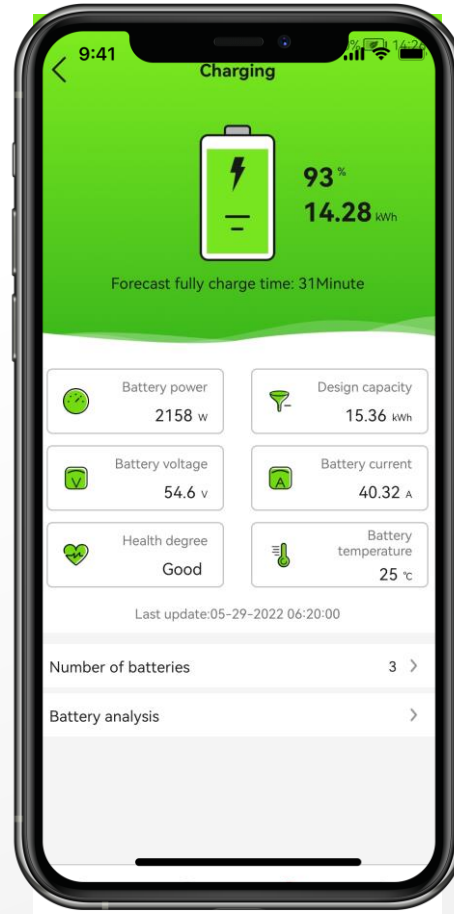 9:41
Charging
93 %
14.28 kWh
Forecast fully charge time: 31Minute
Battery power
2158 w
Design capacity
15.36 kWh
Battery voltage
54.6 v
Battery current
40.32 A
Health degree
Good
Battery
temperature
25 ℃
Last update:05-29-2022 06:20:00
Number of batteries 3
Battery analysis